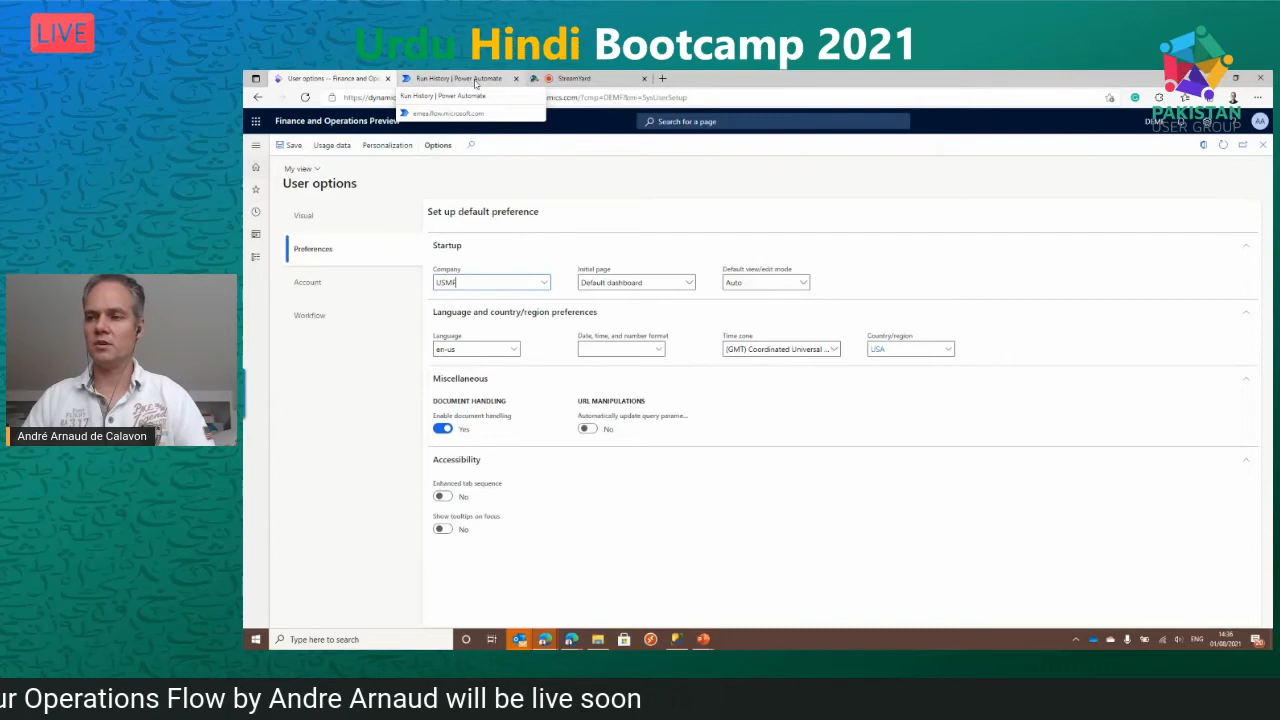 LIVE
Urdu Hindi Bootcamp 2021
PAKISTAN
USER GROUP
User options -- Finance and Ope
Run History | Power Automate
StreamYard
Run History | Power Automate
emea.flow.microsoft.com
Finance and Operations Preview
Search for a page
AA
Save
Usage data
Personalization
Options
My view
User options
Visual
Preferences
Account
Workflow
Set up default preference
Startup
Company
Initial page
Default view/edit mode
USMF
Default dashboard
Auto
Language and country/region preferences
Language
Date, time, and number format
Time zone
Country/region
en-us
(GMT) Coordinated Universal ...
USA
Miscellaneous
DOCUMENT HANDLING
URL MANIPULATIONS
Enable document handling
Automatically update query parame...
Yes
No
Accessibility
Enhanced tab sequence
No
Show tooltips on focus
No
André Arnaud de Calavon
Type here to search
ENG
14:36
01/08/2021
ur Operations Flow by Andre Arnaud will be live soon